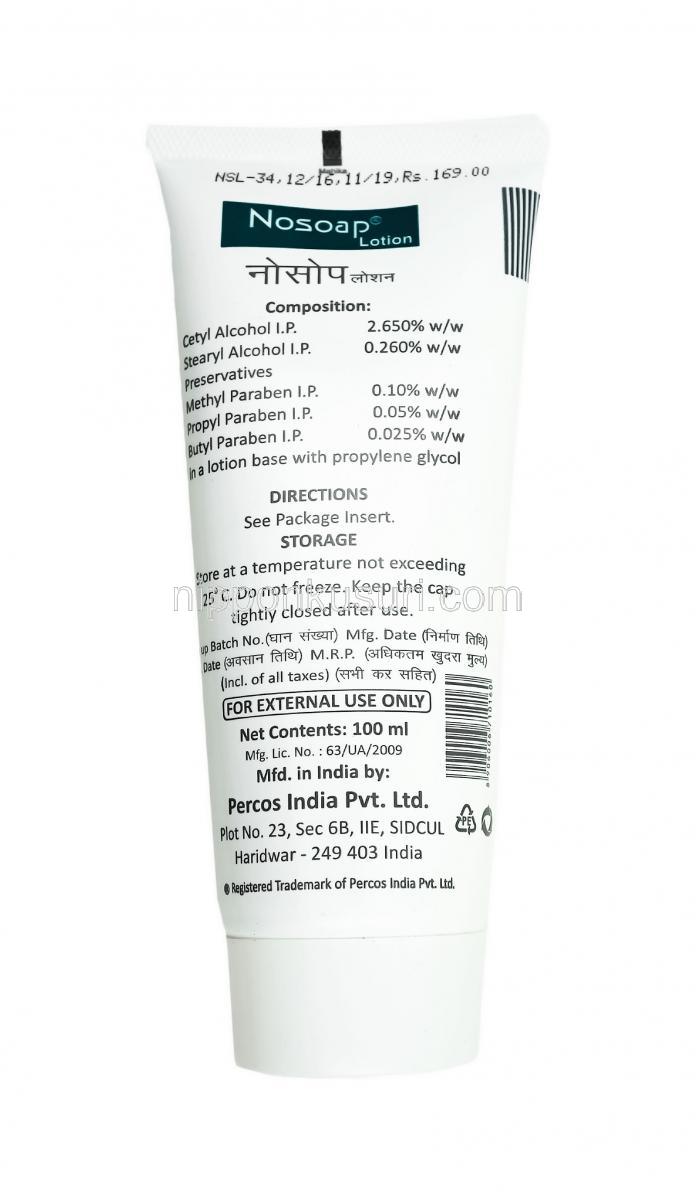 NSL-34,12/16,11/19,Rs.169.00
Nosoap®
Lotion
नोसोप लोशन
Composition:
Cetyl Alcohol I.P. 2.650% w/w
Stearyl Alcohol I.P. 0.260% w/w
Preservatives
Methyl Paraben I.P. 0.10% w/w
Propyl Paraben I.P. 0.05% w/w
Butyl Paraben I.P. 0.025% w/w
In a lotion base with propylene glycol
DIRECTIONS
See Package Insert.
STORAGE
Store at a temperature not exceeding
25° C. Do not freeze. Keep the cap
tightly closed after use.
nipponkusuri.com
up Batch No.(घान संख्या) Mfg. Date (निर्माण तिथि)
Date (अवसान तिथि) M.R.P. (अधिकतम खुदरा मुल्य)
(Incl. of all taxes) (सभी कर सहित)
FOR EXTERNAL USE ONLY
Net Contents: 100 ml
Mfg. Lic. No. : 63/UA/2009
Mfd. in India by:
Percos India Pvt. Ltd.
Plot No. 23, Sec 6B, IIE, SIDCUL
PE
Haridwar - 249 403 India
® Registered Trademark of Percos India Pvt. Ltd.